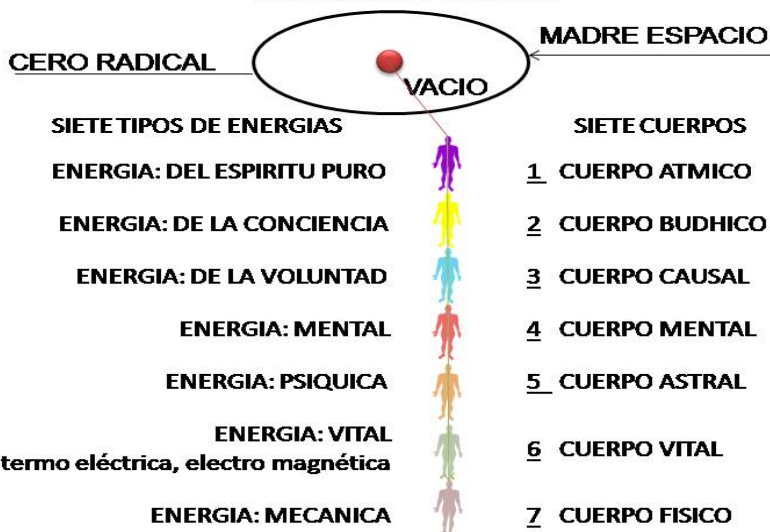 MADRE ESPACIO
CERO RADICAL
VACIO
SIETE TIPOS DE ENERGIAS SIETE CUERPOS
ENERGIA: DEL ESPIRITU PURO 1 CUERPO ATMICO
ENERGIA: DE LA CONCIENCIA 2 CUERPO BUDHICO
ENERGIA: DE LA VOLUNTAD 3 CUERPO CAUSAL
ENERGIA: MENTAL 4 CUERPO MENTAL
ENERGIA: PSIQUICA 5 CUERPO ASTRAL
ENERGIA: VITAL
termo eléctrica, electro magnética 6 CUERPO VITAL
ENERGIA: MECANICA 7 CUERPO FISICO